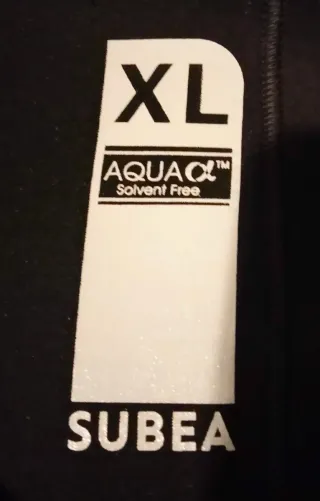 XL
AQUAα™
Solvent Free
SUBEA